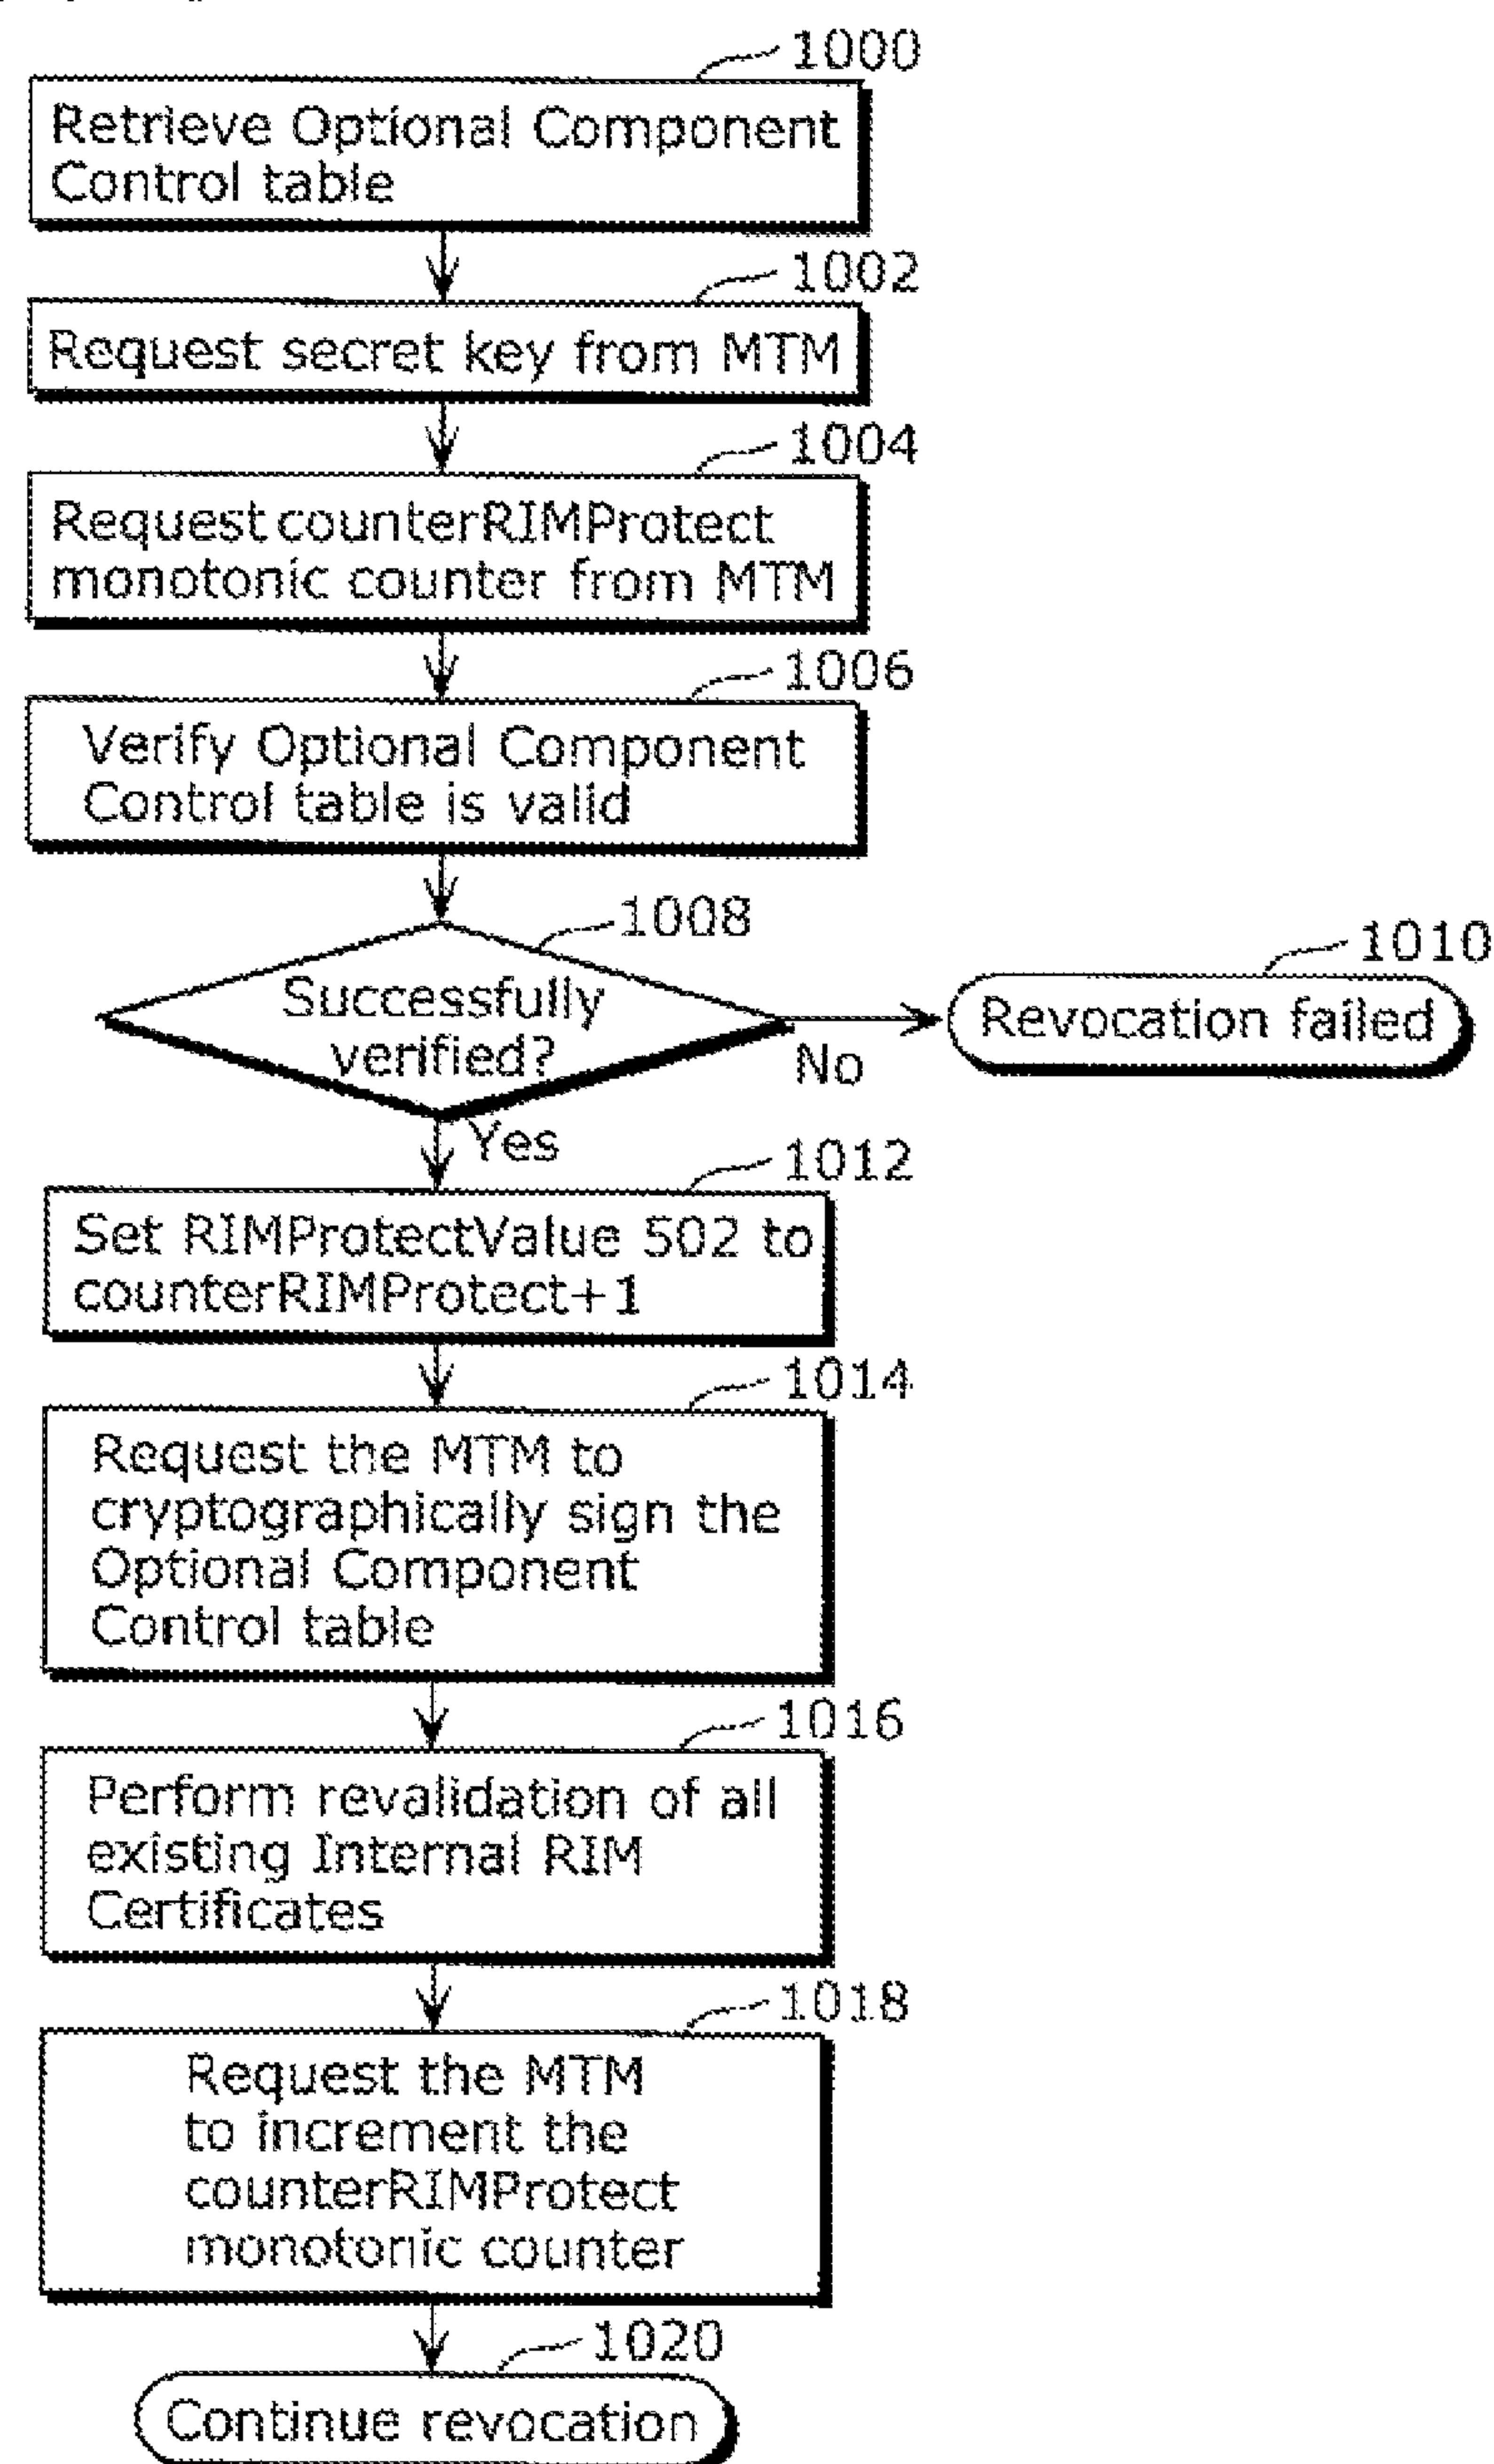 1000
Retrieve Optional Component
Control table
1002
Request secret key from MTM
1004
Request counterRIMProtect
monotonic counter from MTM
1006
Verify Optional Component
Control table is valid
1008
Successfully
verified?
No
1010
Revocation failed
Yes
1012
Set RIMProtectValue 502 to
counterRIMProtect+1
1014
Request the MTM to
cryptographically sign the
Optional Component
Control table
1016
Perform revalidation of all
existing Internal RIM
Certificates
1018
Request the MTM
to increment the
counterRIMProtect
monotonic counter
1020
Continue revocation